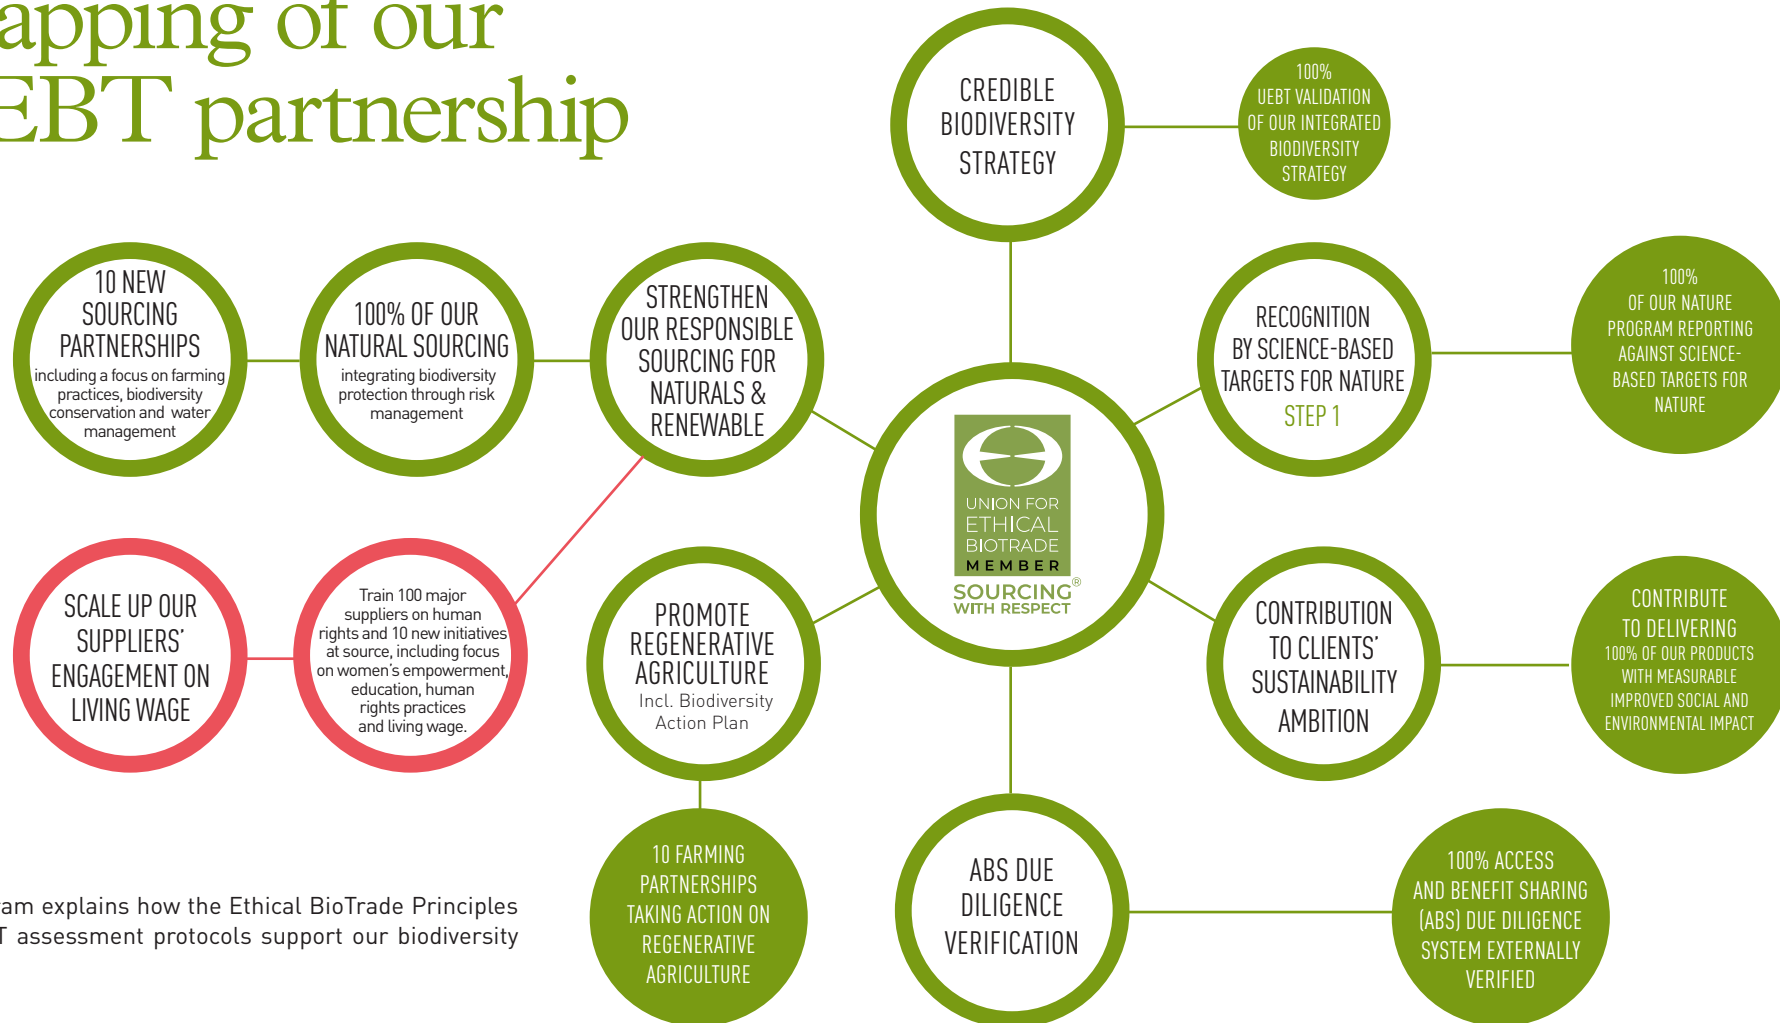 apping of our
EBT partnership
CREDIBLE
BIODIVERSITY
STRATEGY
100%
UEBT VALIDATION
OF OUR INTEGRATED
BIODIVERSITY
STRATEGY
10 NEW
SOURCING
PARTNERSHIPS
including a focus on farming
practices, biodiversity
conservation and water
management
100% OF OUR
NATURAL SOURCING
integrating biodiversity
protection through risk
management
STRENGTHEN
OUR RESPONSIBLE
SOURCING FOR
NATURALS &
RENEWABLE
RECOGNITION
BY SCIENCE-BASED
TARGETS FOR NATURE
STEP 1
100%
OF OUR NATURE
PROGRAM REPORTING
AGAINST SCIENCE-
BASED TARGETS FOR
NATURE
UNION FOR
ETHICAL
BIOTRADE
MEMBER
SOURCING®
WITH RESPECT
SCALE UP OUR
SUPPLIERS'
ENGAGEMENT ON
LIVING WAGE
Train 100 major
suppliers on human
rights and 10 new initiatives
at source, including focus
on women's empowerment,
education, human
rights practices
and living wage.
PROMOTE
REGENERATIVE
AGRICULTURE
Incl. Biodiversity
Action Plan
CONTRIBUTION
TO CLIENTS'
SUSTAINABILITY
AMBITION
CONTRIBUTE
TO DELIVERING
100% OF OUR PRODUCTS
WITH MEASURABLE
IMPROVED SOCIAL AND
ENVIRONMENTAL IMPACT
10 FARMING
PARTNERSHIPS
TAKING ACTION ON
REGENERATIVE
AGRICULTURE
ABS DUE
DILIGENCE
VERIFICATION
100% ACCESS
AND BENEFIT SHARING
(ABS) DUE DILIGENCE
SYSTEM EXTERNALLY
VERIFIED
am explains how the Ethical BioTrade Principles
T assessment protocols support our biodiversity